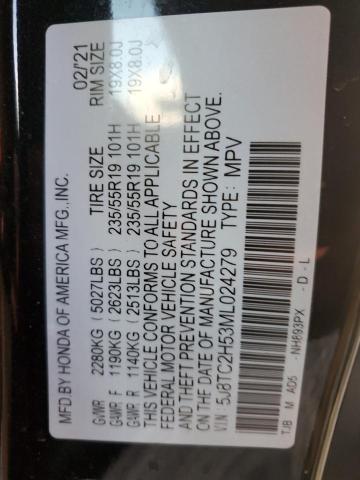 MFD.BY HONDA OF AMERICA MFG.,INC. 02/'21
GAWR 2280KG (5027LBS) TIRE SIZE RIM SIZE
GAWR F 1190KG (2623LBS) 235/55R19 101H 19X8.0J
GAWR R 1140KG (2513LBS) 235/55R19 101H 19X8.0J
THIS VEHICLE CONFORMS TO ALL APPLICABLE
FEDERAL MOTOR VEHICLE SAFETY
AND THEFT PREVENTION STANDARDS IN EFFECT
ON THE DATE OF MANUFACTURE SHOWN ABOVE.
V.I.N. 5J8TC2H53ML024279 TYPE: MPV
TJB M AD5 -NH893PX -D-L